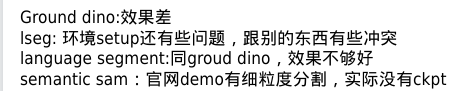 Ground dino:效果差
lseg: 环境setup还有些问题，跟别的东西有些冲突
language segment:同groud dino，效果不够好
semantic sam：官网demo有细粒度分割，实际没有ckpt